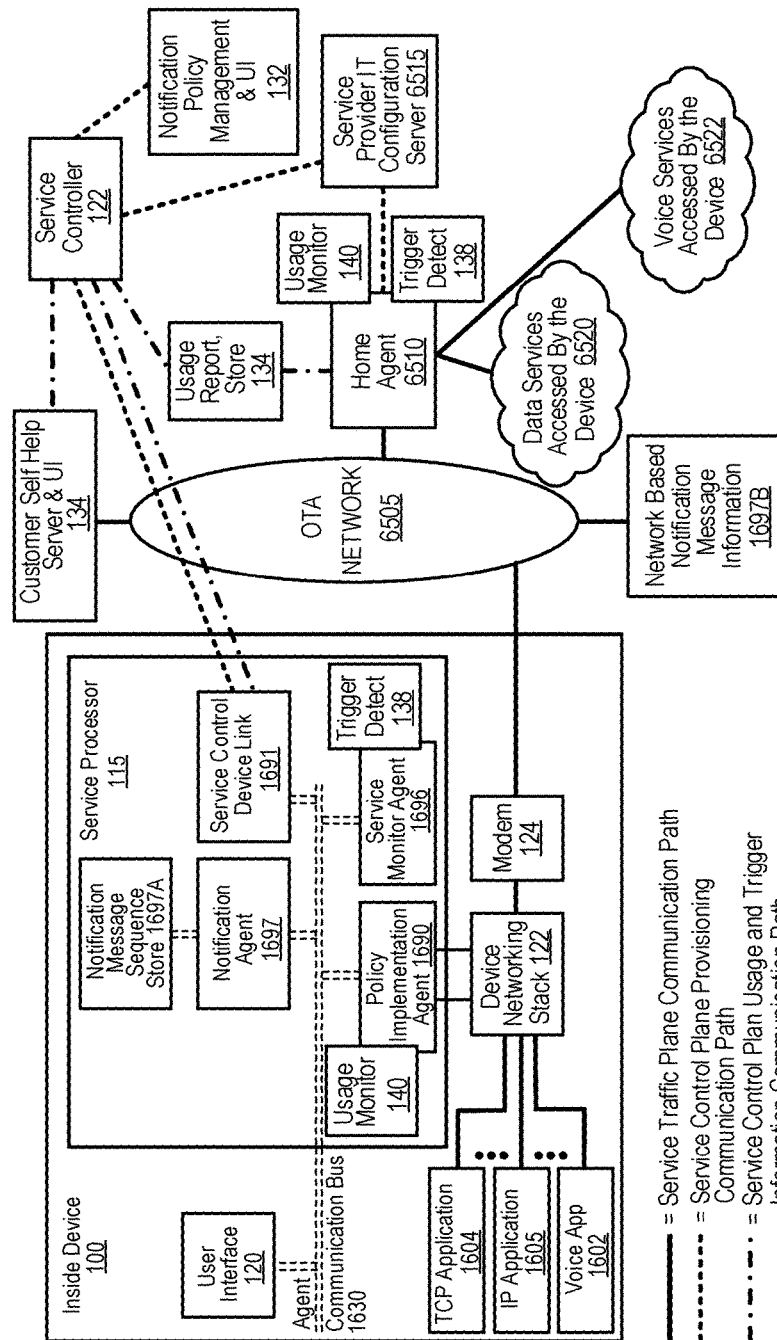 Inside Device
100
User
Interface
120
Agent
Communication Bus
1630
Service Processor
115
Notification
Message
Sequence
Store 1697A
Notification
Agent
1697
Service Control
Device Link
1691
Usage
Monitor
140
Policy
Implementation
Agent 1690
Service
Monitor Agent
1696
Trigger
Detect
138
TCP Application
1604
IP Application
1605
Voice App
1602
Device
Networking
Stack 122
Modem
124
Customer Self Help
Server & UI
134
Service
Controller
122
Notification
Policy
Management
& UI
132
Usage
Report,
Store
134
Service
Provider IT
Configuration
Server 6515
Usage
Monitor
140
Home
Agent
6510
Trigger
Detect
138
OTA
NETWORK
6505
Data Services
Accessed By the
Device 6520
Voice Services
Accessed By the
Device 6522
Network Based
Notification
Message
Information
1697B
= Service Traffic Plane Communication Path
= Service Control Plane Provisioning
Communication Path
= Service Control Plan Usage and Trigger
Information Communication Path